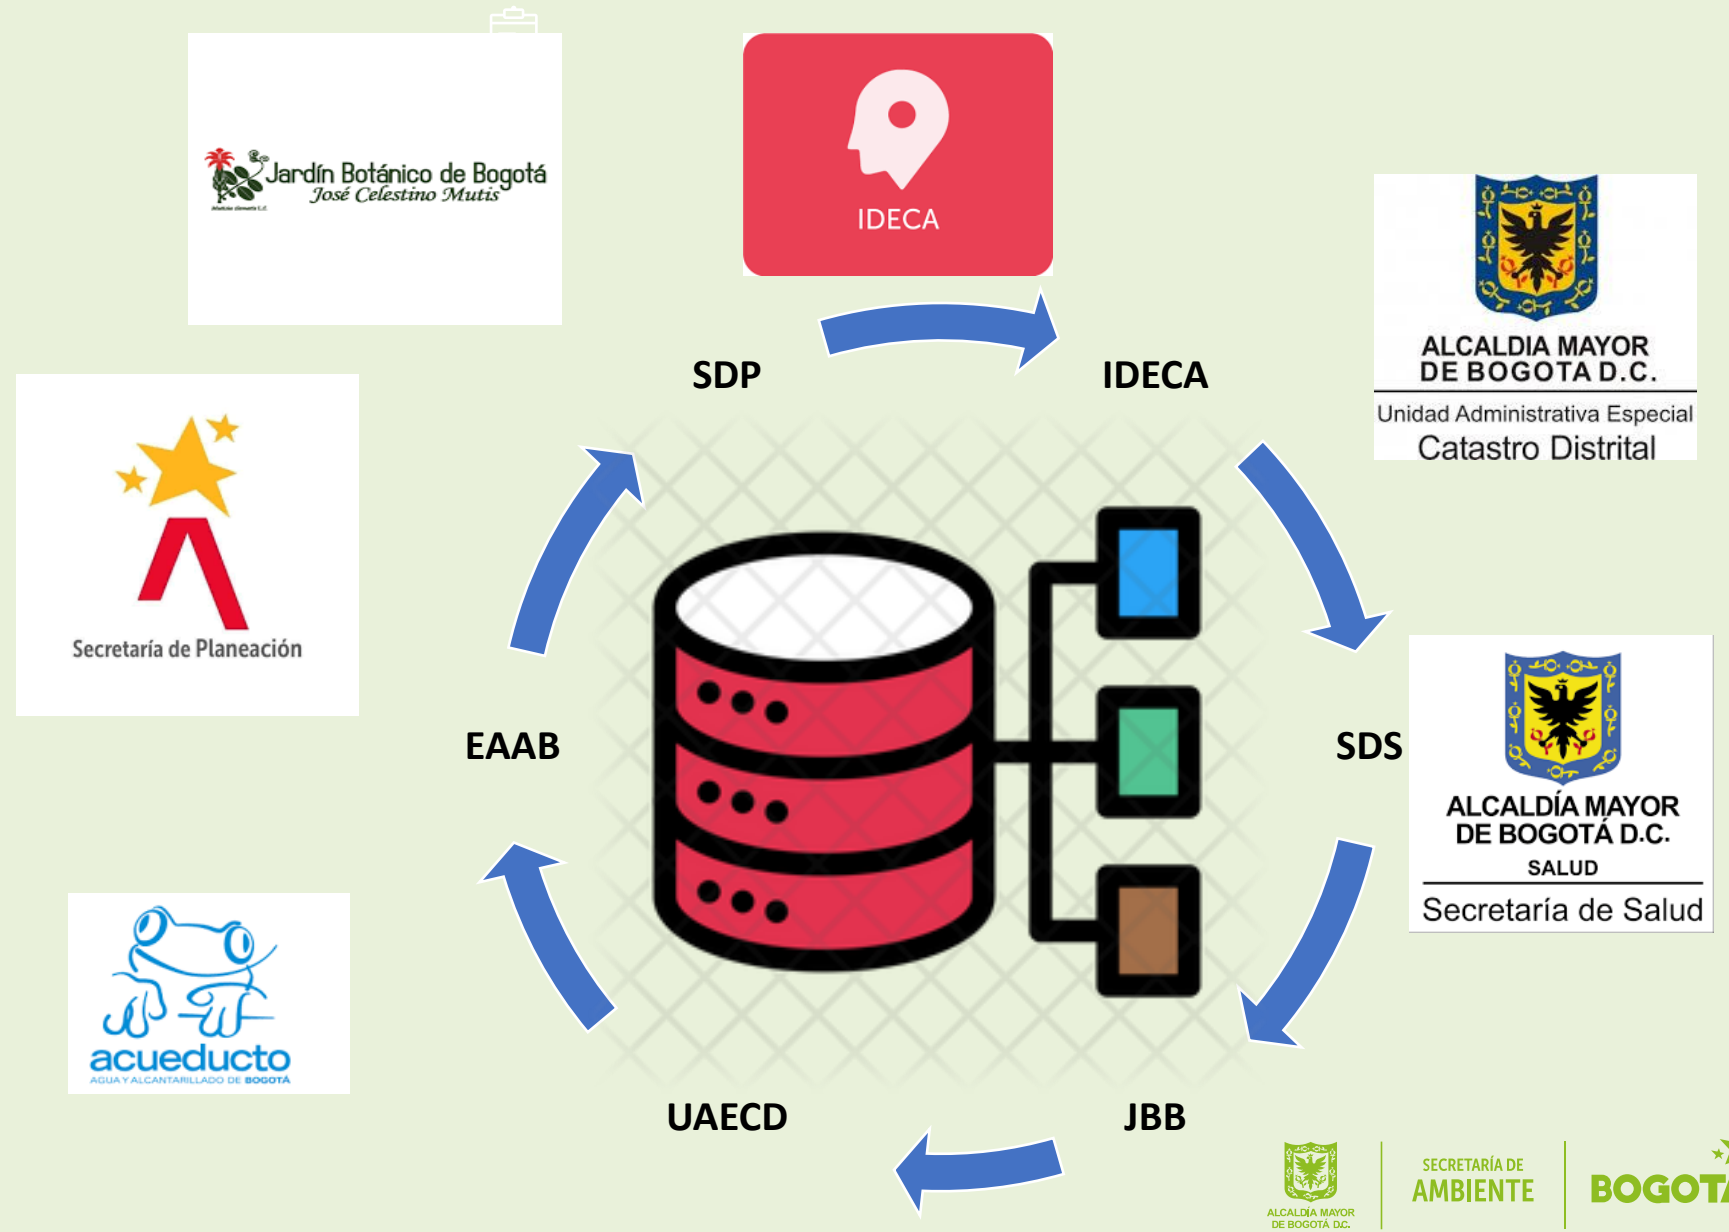 Jardín Botánico de Bogotá
José Celestino Mutis
IDECA
ALCALDIA MAYOR
DE BOGOTA D.C.
Unidad Administrativa Especial
Catastro Distrital
SDP
IDECA
Secretaría de Planeación
EAAB
SDS
ALCALDÍA MAYOR
DE BOGOTÁ D.C.
SALUD
Secretaría de Salud
acueducto
AGUA Y ALCANTARILLADO DE BOGOTÁ
UAECD
JBB
ALCALDÍA MAYOR
DE BOGOTÁ D.C.
SECRETARÍA DE
AMBIENTE
BOGOTÁ